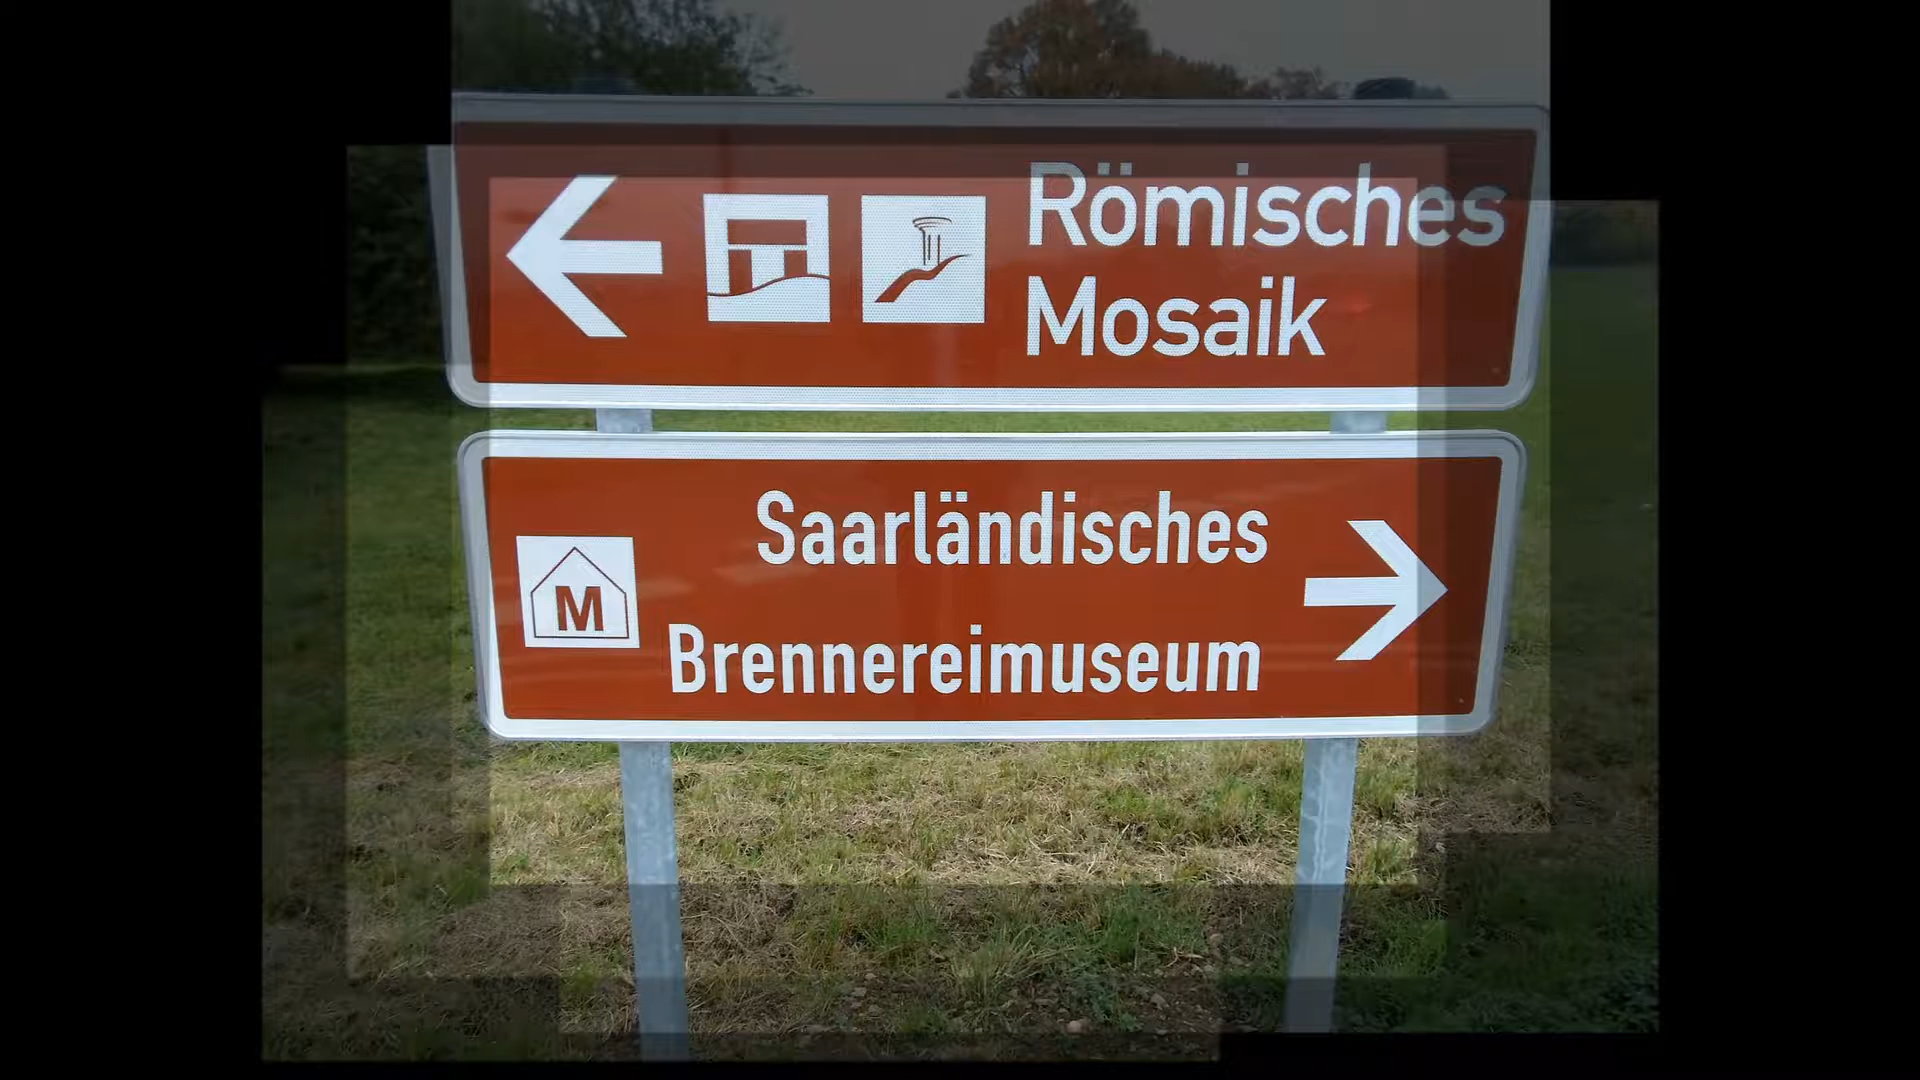 Römisches
Mosaik
Saarländisches
M
Brennereimuseum